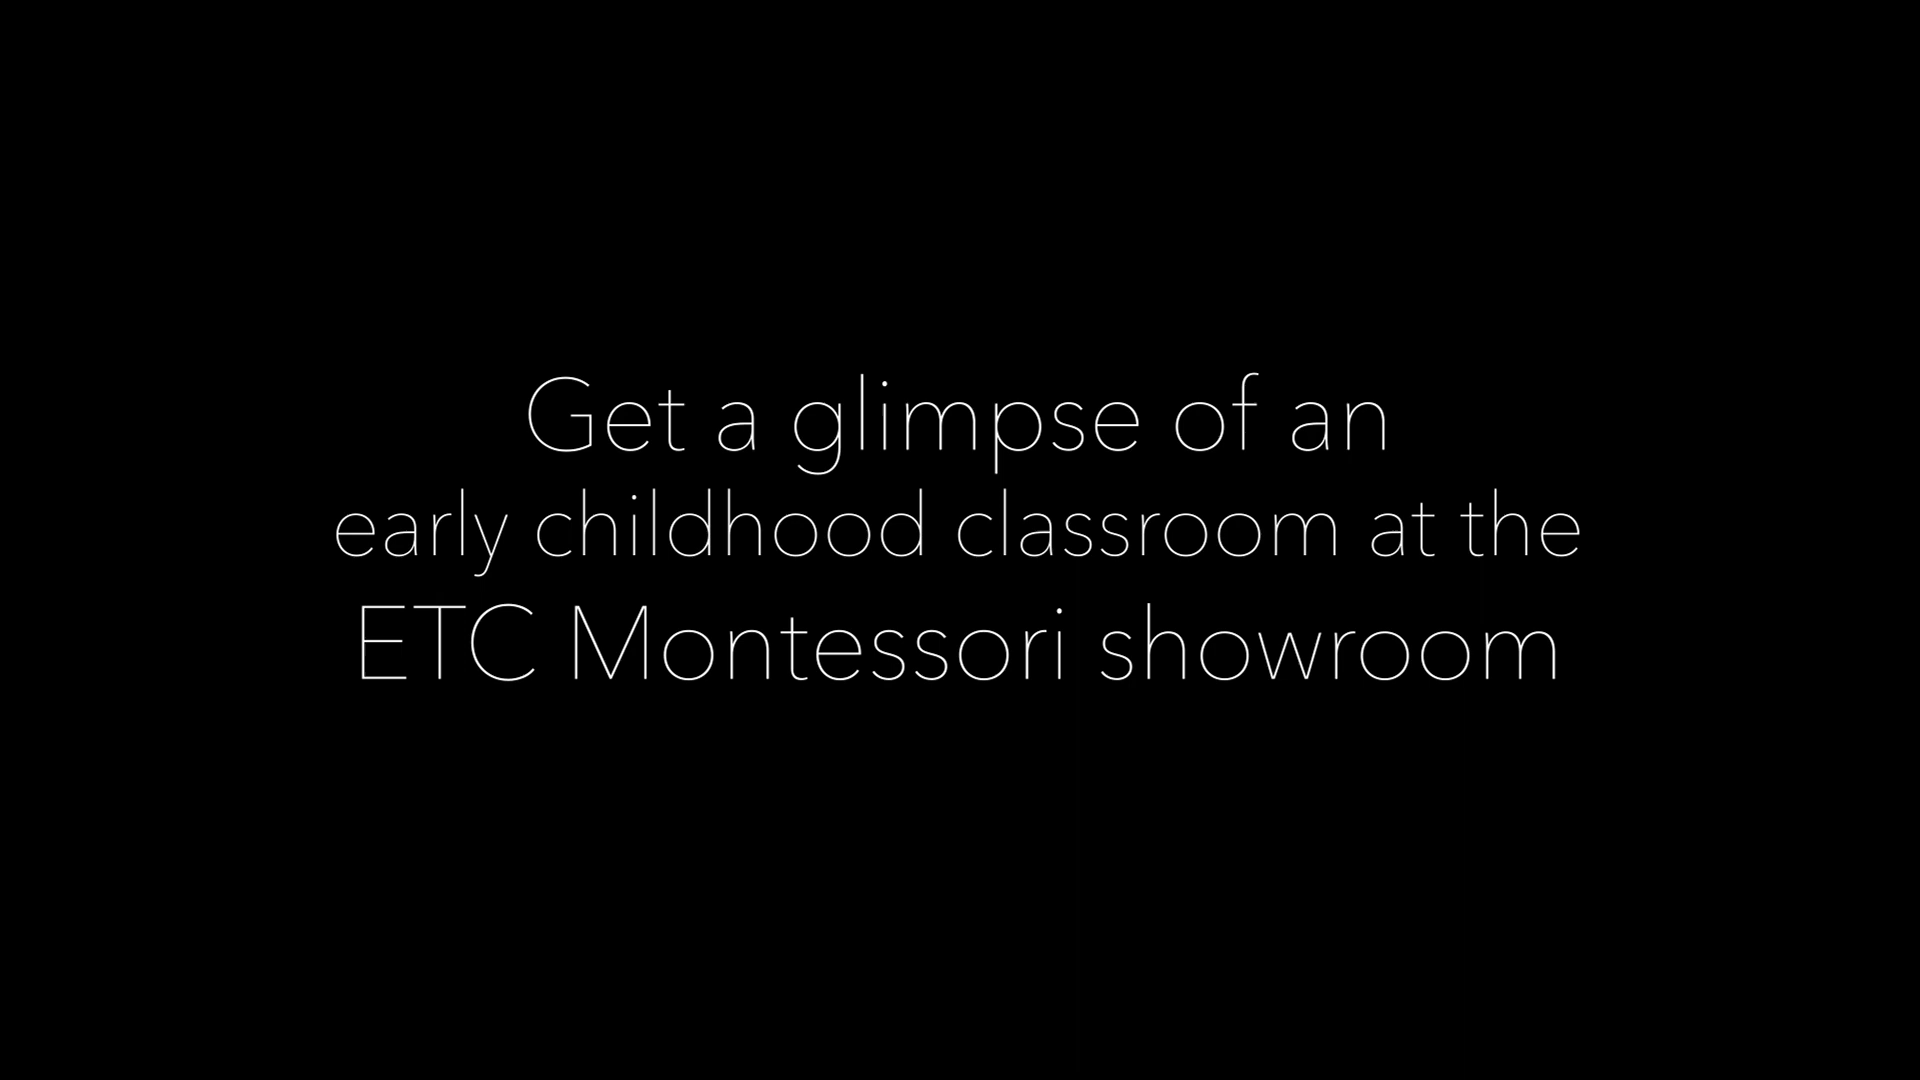 Get a glimpse of an
early childhood classroom at the
ETC Montessori showroom